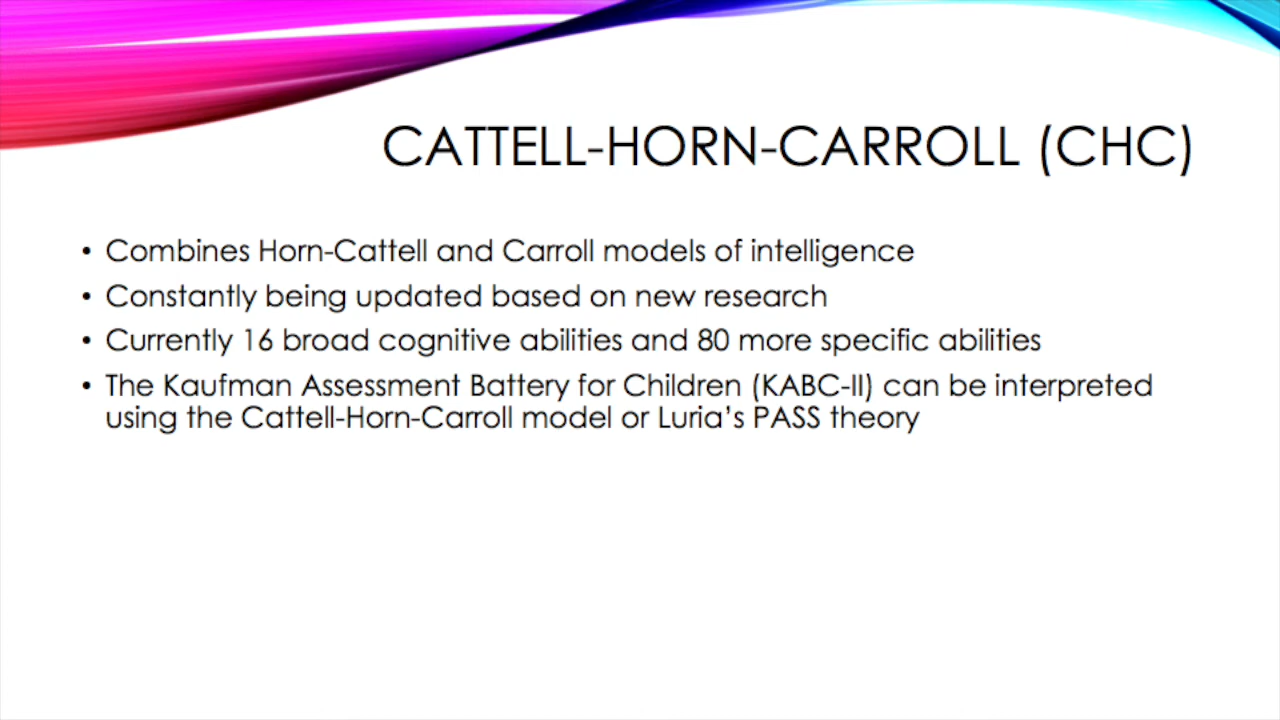 CATTELL-HORN-CARROLL (CHC)
• Combines Horn-Cattell and Carroll models of intelligence
• Constantly being updated based on new research
• Currently 16 broad cognitive abilities and 80 more specific abilities
• The Kaufman Assessment Battery for Children (KABC-II) can be interpreted
using the Cattell-Horn-Carroll model or Luria’s PASS theory